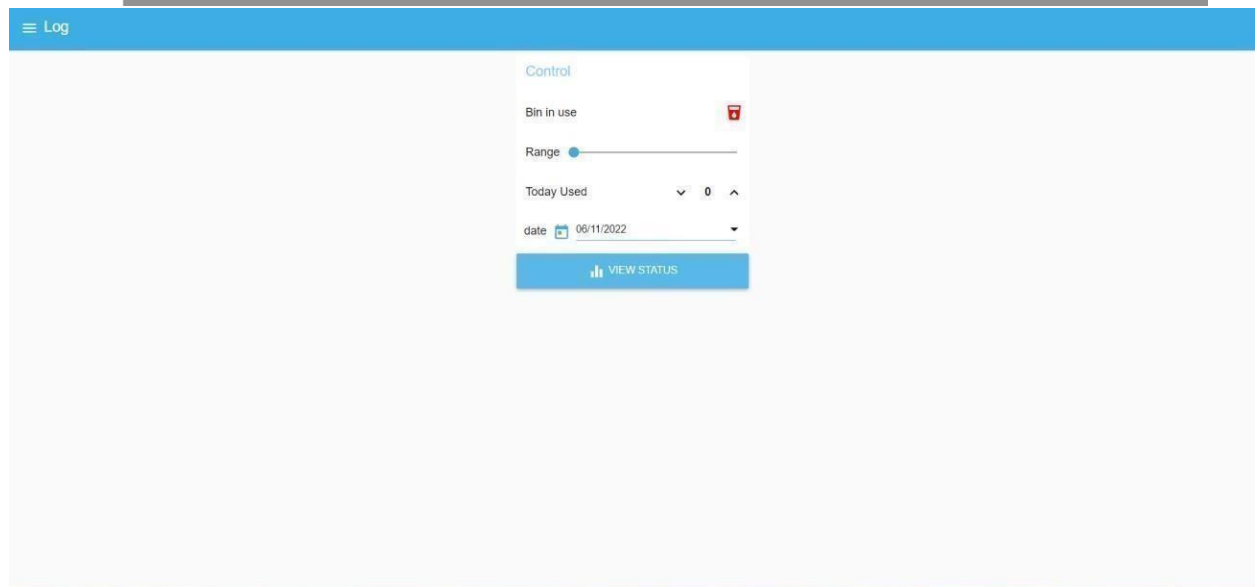 Log
Control
Bin in use
Range
Today Used 0
date 06/11/2022
VIEW STATUS